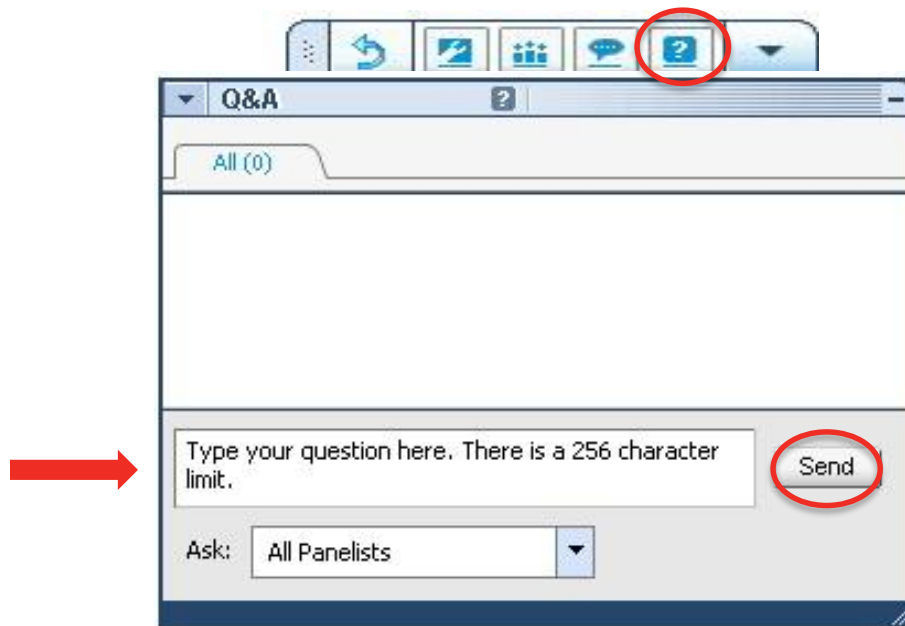 ?
Q&A ?
All (0)
Type your question here. There is a 256 character
limit.
Send
Ask: All Panelists